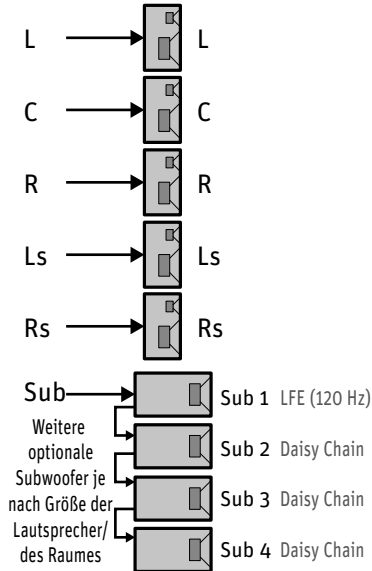 L L
C C
R R
Ls Ls
Rs Rs
Sub Sub 1 LFE (120 Hz)
Weitere
optionale
Subwoofer je
nach Größe der
Lautsprecher/
des Raumes
Sub 2 Daisy Chain
Sub 3 Daisy Chain
Sub 4 Daisy Chain